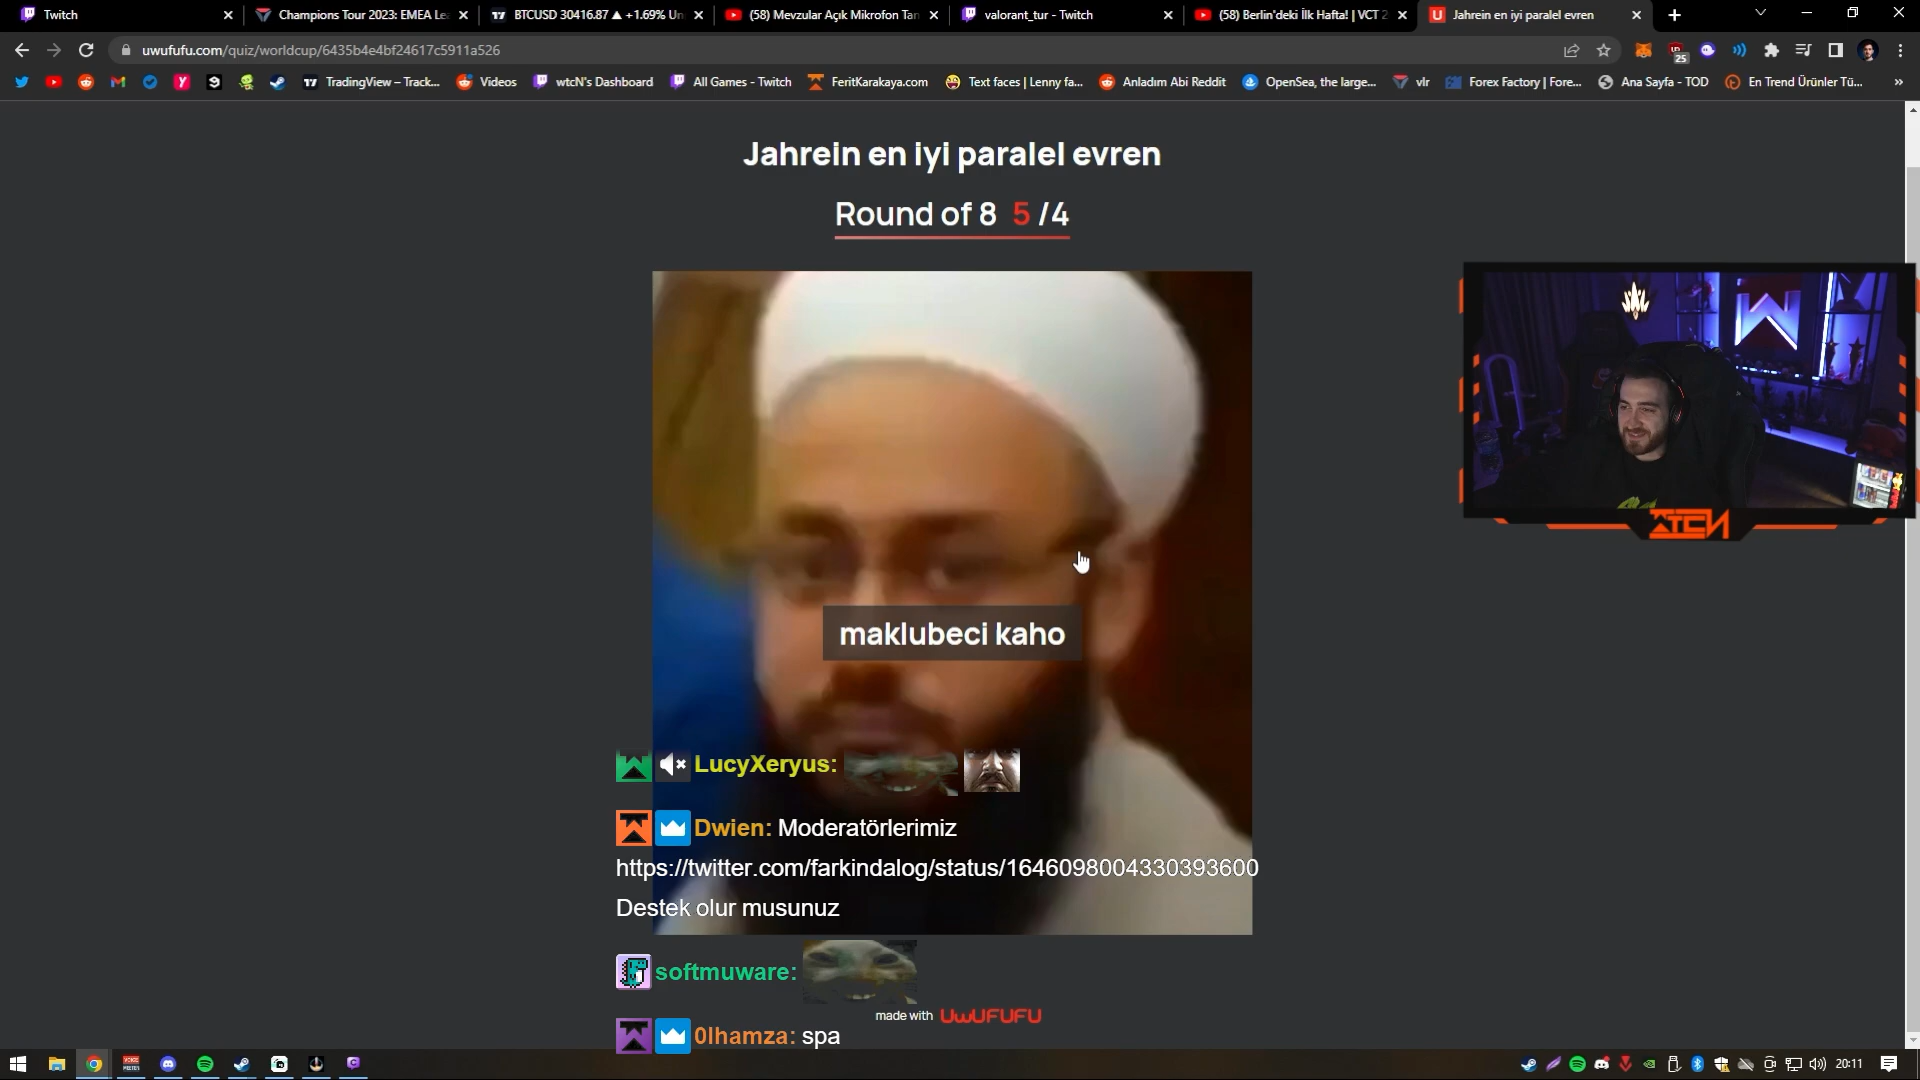 Twitch
Champions Tour 2023: EMEA Le
BTCUSD 30416.87 ▲ +1.69% Un
(58) Mevzular Açık Mikrofon Tan
valorant_tur - Twitch
(58) Berlin'deki İlk Hafta! | VCT 2
Jahrein en iyi paralel evren
uwufufu.com/quiz/worldcup/6435b4e4bf24617c5911a526
25
TradingView – Track...
Videos
wtcN's Dashboard
All Games - Twitch
FeritKarakaya.com
Text faces | Lenny fa...
Anladım Abi Reddit
OpenSea, the large...
vlr
Forex Factory | Fore...
Ana Sayfa - TOD
En Trend Ürünler Tü...
Jahrein en iyi paralel evren
Round of 8 5 /4
WTCN
maklubeci kaho
LucyXeryus:
Dwien: Moderatörlerimiz
https://twitter.com/farkindalog/status/1646098004330393600
Destek olur musunuz
softmuware:
made with UwUFUFU
0lhamza: spa
20:11